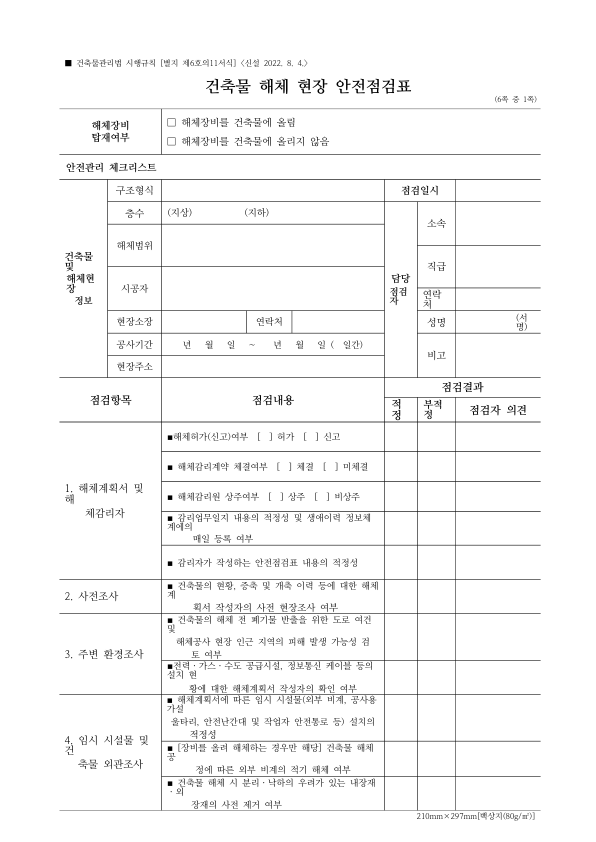 ■ 건축물관리법 시행규칙 [별지 제6호의11서식] <신설 2022. 8. 4.>
건축물 해체 현장 안전점검표
(6쪽 중 1쪽)
해체장비
탑재여부
□ 해체장비를 건축물에 올림
□ 해체장비를 건축물에 올리지 않음
안전관리 체크리스트
건축물
및
해체현
장
정보
구조형식
층수
(지상) (지하)
해체범위
시공자
현장소장
연락처
공사기간
년 월 일 ~ 년 월 일 ( 일간)
현장주소
점검일시
담당
점검
자
소속
직급
연락
처
성명
(서
명)
비고
점검항목
점검내용
점검결과
적
정
부적
정
점검자 의견
1. 해체계획서 및
해
체감리자
■해체허가(신고)여부 [ ] 허가 [ ] 신고
■ 해체감리계약 체결여부 [ ] 체결 [ ] 미체결
■ 해체감리원 상주여부 [ ] 상주 [ ] 비상주
■ 감리업무일지 내용의 적정성 및 생애이력 정보체
계에의
매일 등록 여부
■ 감리자가 작성하는 안전점검표 내용의 적정성
2. 사전조사
■ 건축물의 현황, 증축 및 개축 이력 등에 대한 해체
계
획서 작성자의 사전 현장조사 여부
3. 주변 환경조사
■ 건축물의 해체 전 폐기물 반출을 위한 도로 여건
및
해체공사 현장 인근 지역의 피해 발생 가능성 검
토 여부
■전력ㆍ가스ㆍ수도 공급시설, 정보통신 케이블 등의
설치 현
황에 대한 해체계획서 작성자의 확인 여부
4. 임시 시설물 및
건
축물 외관조사
■ 해체계획서에 따른 임시 시설물(외부 비계, 공사용
가설
울타리, 안전난간대 및 작업자 안전통로 등) 설치의
적정성
■ [장비를 올려 해체하는 경우만 해당] 건축물 해체
공
정에 따른 외부 비계의 적기 해체 여부
■ 건축물 해체 시 분리ㆍ낙하의 우려가 있는 내장재
ㆍ외
장재의 사전 제거 여부
210mm×297mm[백상지(80g/㎡)]